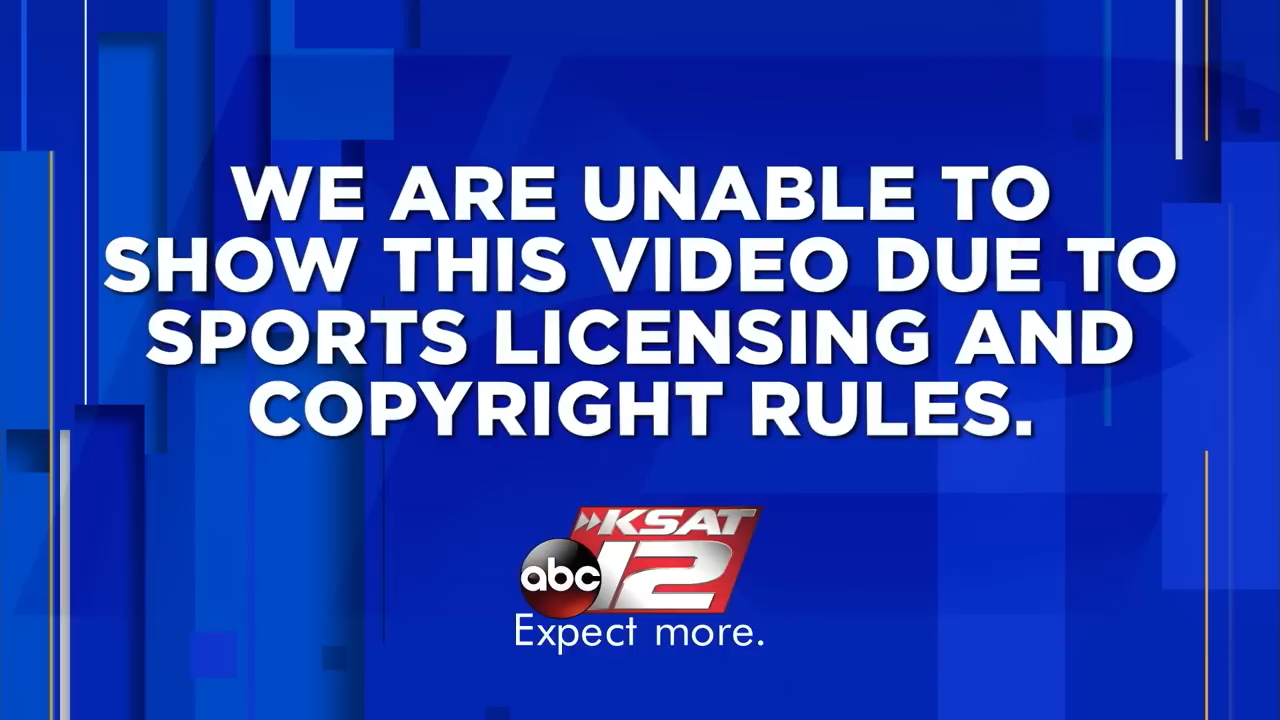 WE ARE UNABLE TO
SHOW THIS VIDEO DUE TO
SPORTS LICENSING AND
COPYRIGHT RULES.
KSAT
abc 12
Expect more.